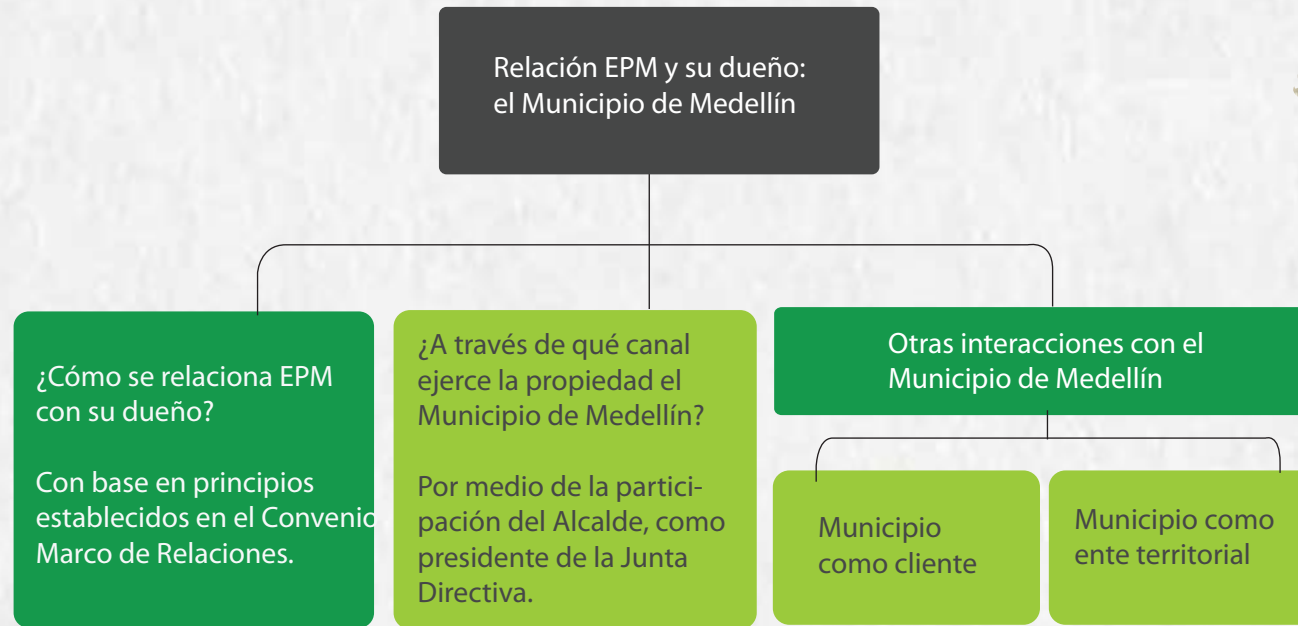 Relación EPM y su dueño:
el Municipio de Medellín
¿Cómo se relaciona EPM
con su dueño?
Con base en principios
establecidos en el Convenio
Marco de Relaciones.
¿A través de qué canal
ejerce la propiedad el
Municipio de Medellín?
Por medio de la partici-
pación del Alcalde, como
presidente de la Junta
Directiva.
Otras interacciones con el
Municipio de Medellín
Municipio
como cliente
Municipio como
ente territorial